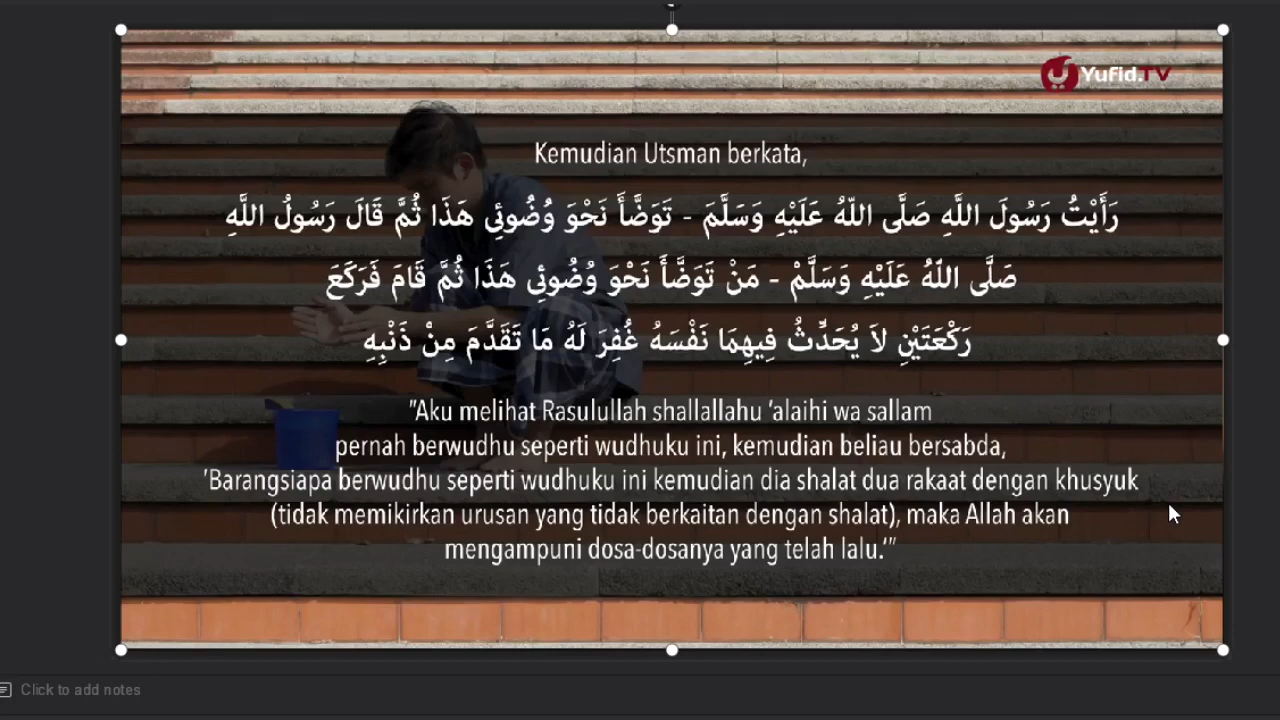 Yufid.TV
Kemudian Utsman berkata,
رَأَيْتُ رَسُولَ اللَّهِ صَلَّى اللّهُ عَلَيْهِ وَسَلَّمَ - تَوَضَّأَ نَحْوَ وُضُوئِى هَذَا ثُمَّ قَالَ رَسُولُ اللَّهِ
صَلَّى اللّهُ عَلَيْهِ وَسَلَّمْ - مَنْ تَوَضَّأَ نَحْوَ وُضُوئِى هَذَا ثُمَّ قَامَ فَرَكَعَ
رَكْعَتَيْنِ لاَ يُحَدِّثُ فِيهِمَا نَفْسَهُ غُفِرَ لَهُ مَا تَقَدَّمَ مِنْ ذَنْبِهِ
"Aku melihat Rasulullah shallallahu 'alaihi wa sallam
pernah berwudhu seperti wudhuku ini, kemudian beliau bersabda,
'Barangsiapa berwudhu seperti wudhuku ini kemudian dia shalat dua rakaat dengan khusyuk
(tidak memikirkan urusan yang tidak berkaitan dengan shalat), maka Allah akan
mengampuni dosa-dosanya yang telah lalu.'"
Click to add notes